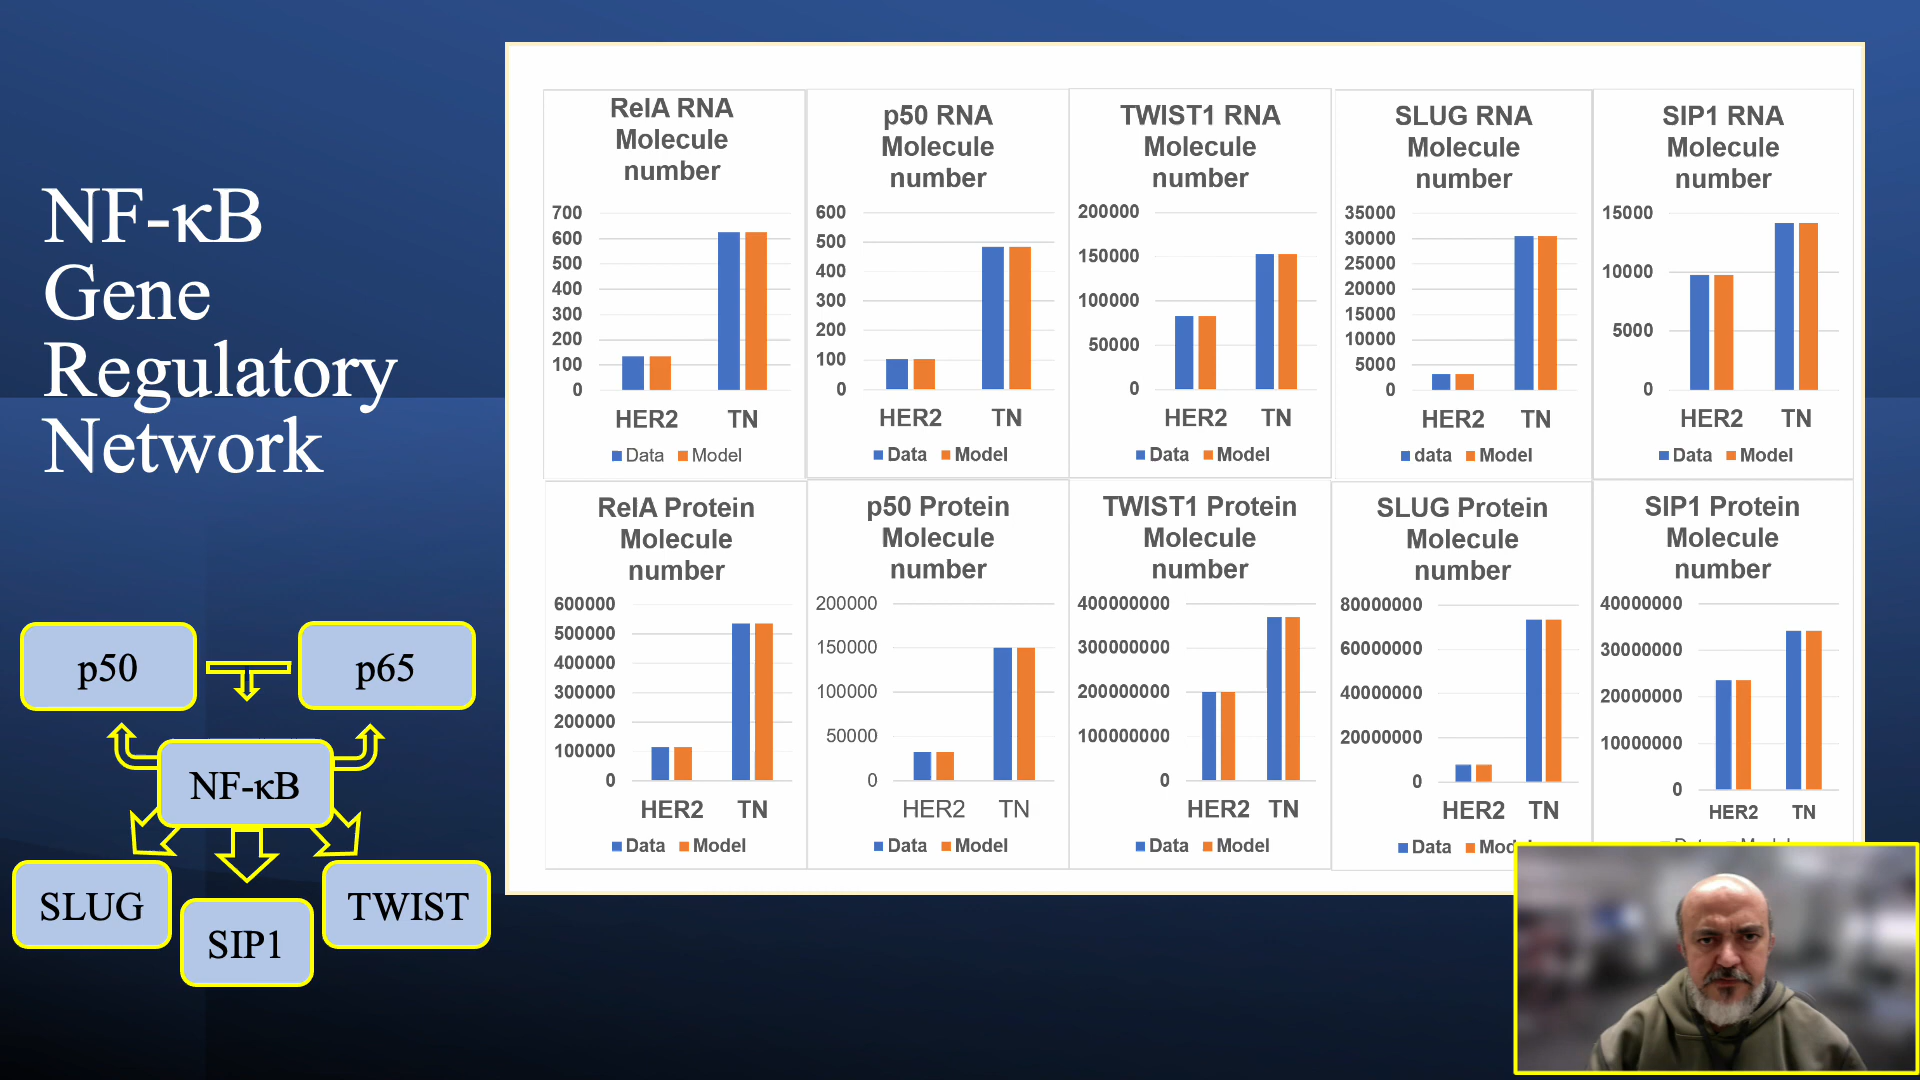 NF-κB
Gene
Regulatory
Network
p50
p65
NF-κB
SLUG
SIP1
TWIST
RelA RNA
Molecule
number
700
600
500
400
300
200
100
0
HER2 TN
Data Model
p50 RNA
Molecule
number
600
500
400
300
200
100
0
HER2 TN
Data Model
TWIST1 RNA
Molecule
number
200000
150000
100000
50000
0
HER2 TN
Data Model
SLUG RNA
Molecule
number
35000
30000
25000
20000
15000
10000
5000
0
HER2 TN
data Model
SIP1 RNA
Molecule
number
15000
10000
5000
0
HER2 TN
Data Model
RelA Protein
Molecule
number
600000
500000
400000
300000
200000
100000
0
HER2 TN
Data Model
p50 Protein
Molecule
number
200000
150000
100000
50000
0
HER2 TN
Data Model
TWIST1 Protein
Molecule
number
400000000
300000000
200000000
100000000
0
HER2 TN
Data Model
SLUG Protein
Molecule
number
80000000
60000000
40000000
20000000
0
HER2 TN
Data
SIP1 Protein
Molecule
number
40000000
30000000
20000000
10000000
0
HER2 TN